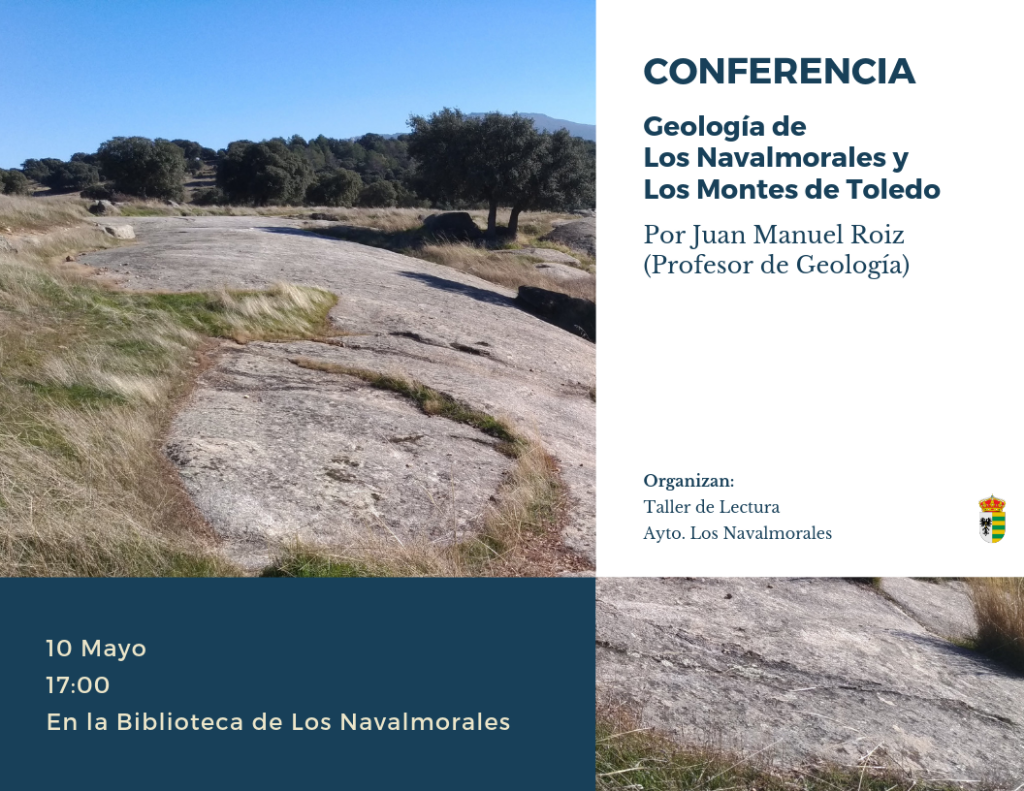 CONFERENCIA
Geología de
Los Navalmorales y
Los Montes de Toledo
Por Juan Manuel Roiz
(Profesor de Geología)
Organizan:
Taller de Lectura
Ayto. Los Navalmorales
10 Mayo
17:00
En la Biblioteca de Los Navalmorales